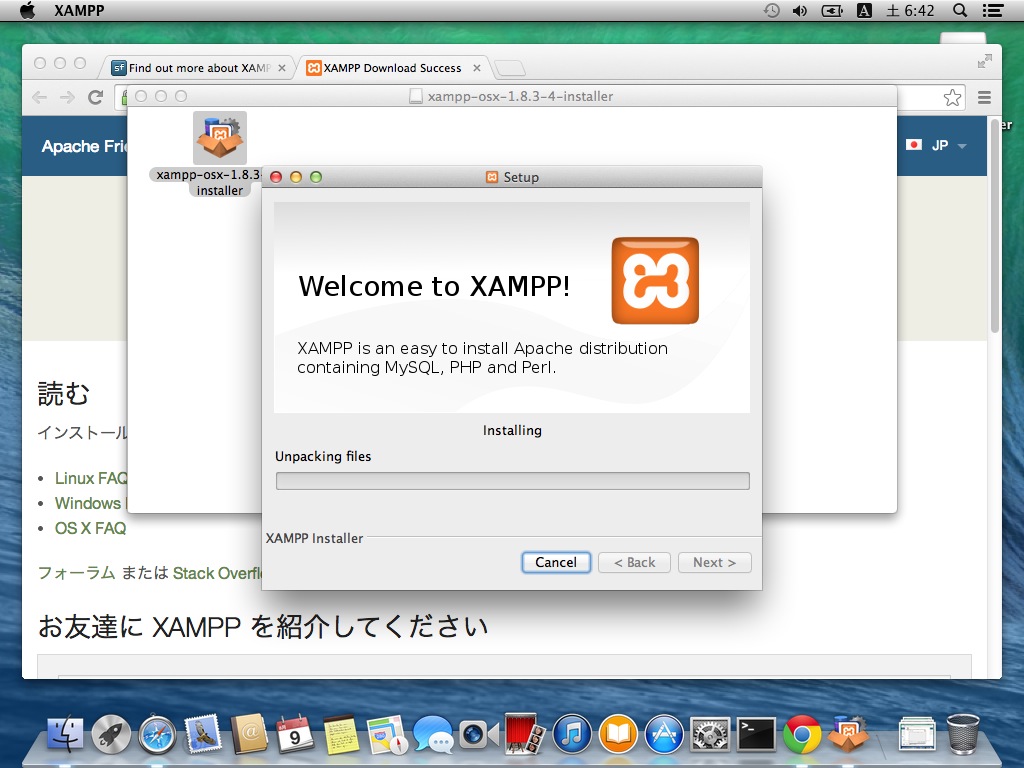 XAMPP
A
土 6:42
sf Find out more about XAMP
XAMPP Download Success
xampp-osx-1.8.3-4-installer
er
Apache Frie
JP
xampp-osx-1.8.3-
installer
Setup
Welcome to XAMPP!
XAMPP is an easy to install Apache distribution
containing MySQL, PHP and Perl.
Installing
Unpacking files
XAMPP Installer
Cancel
< Back
Next >
読む
インストール
Linux FAQ
Windows
OS X FAQ
フォーラム または Stack Overfl
お友達に XAMPP を紹介してください
9